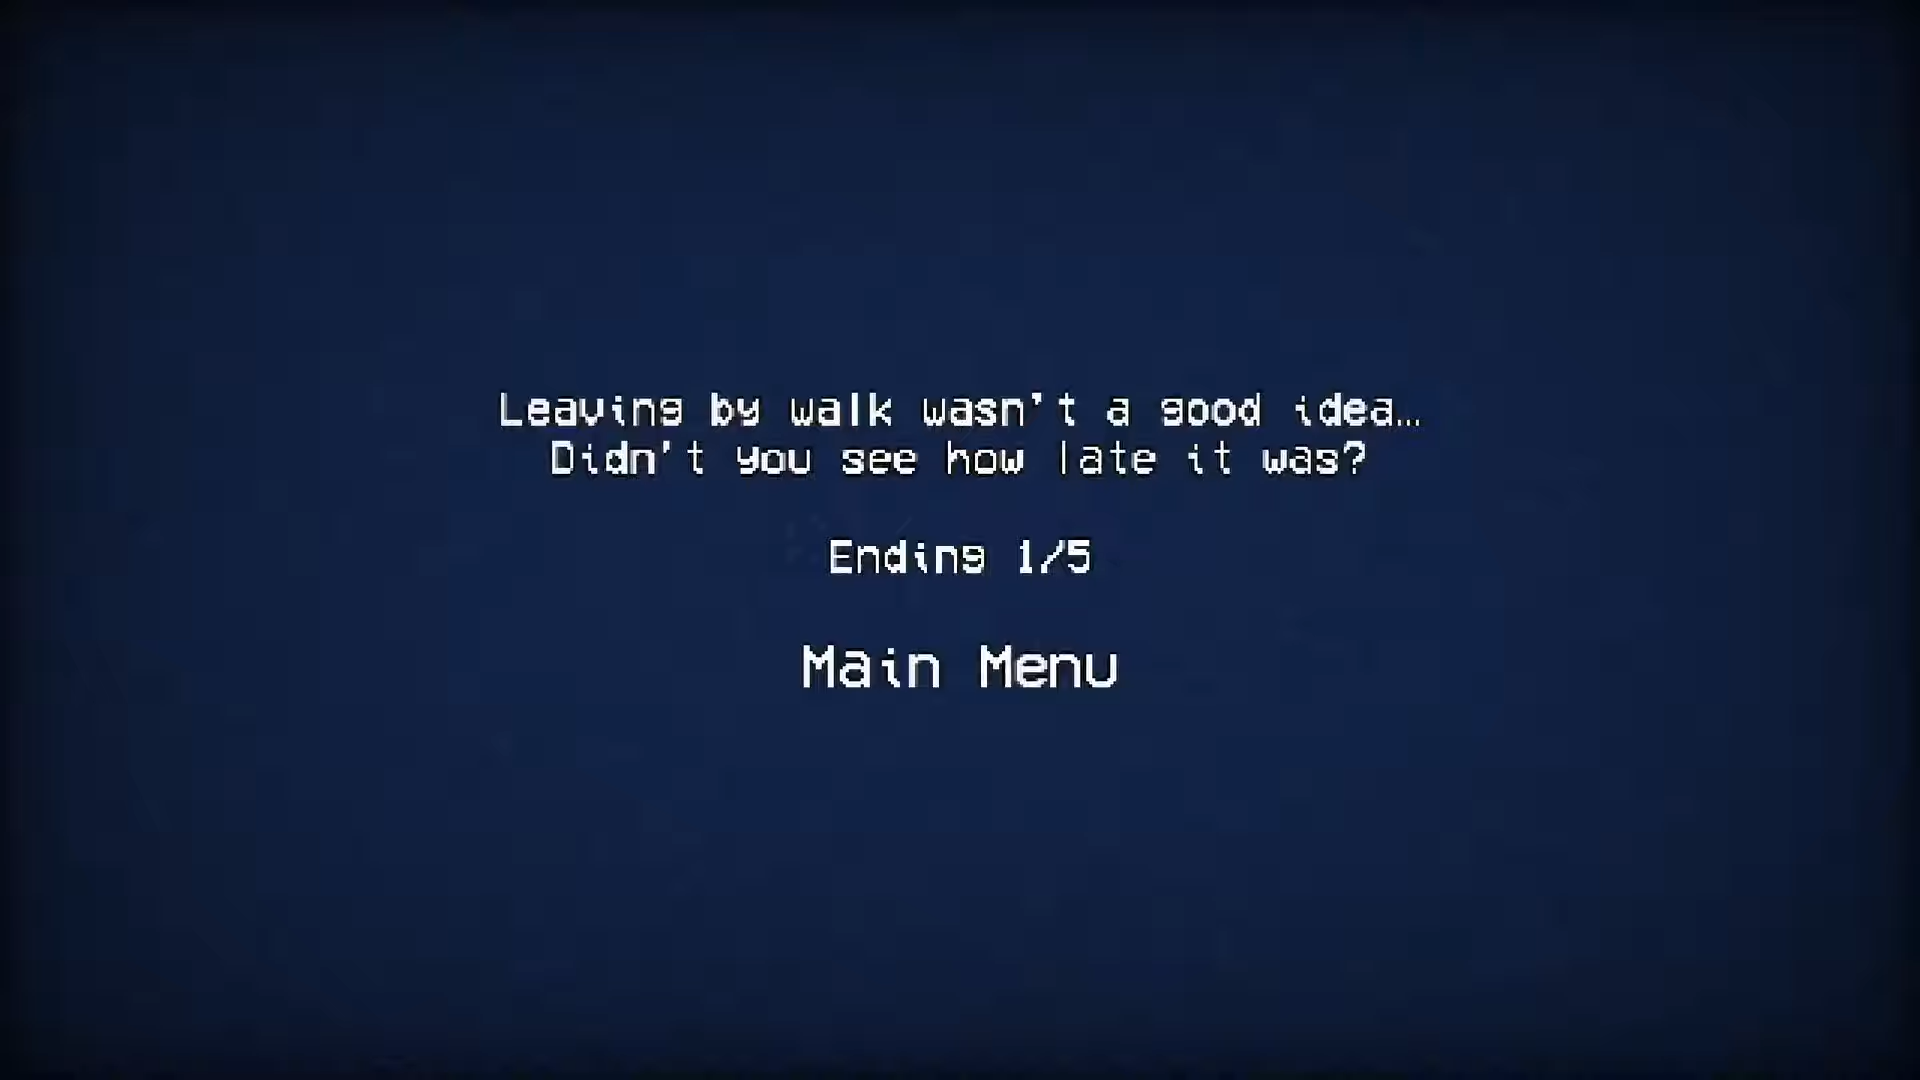 Leaving by walk wasn't a good idea…
Didn't you see how late it was?
Ending 1/5
Main Menu